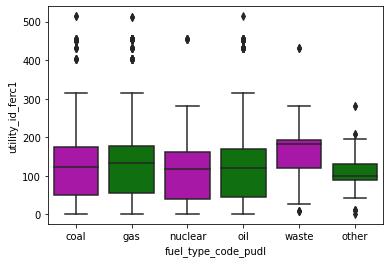 500
400
300
200
100
0
utility_id_ferc1
coal gas nuclear oil waste other
fuel_type_code_pudl